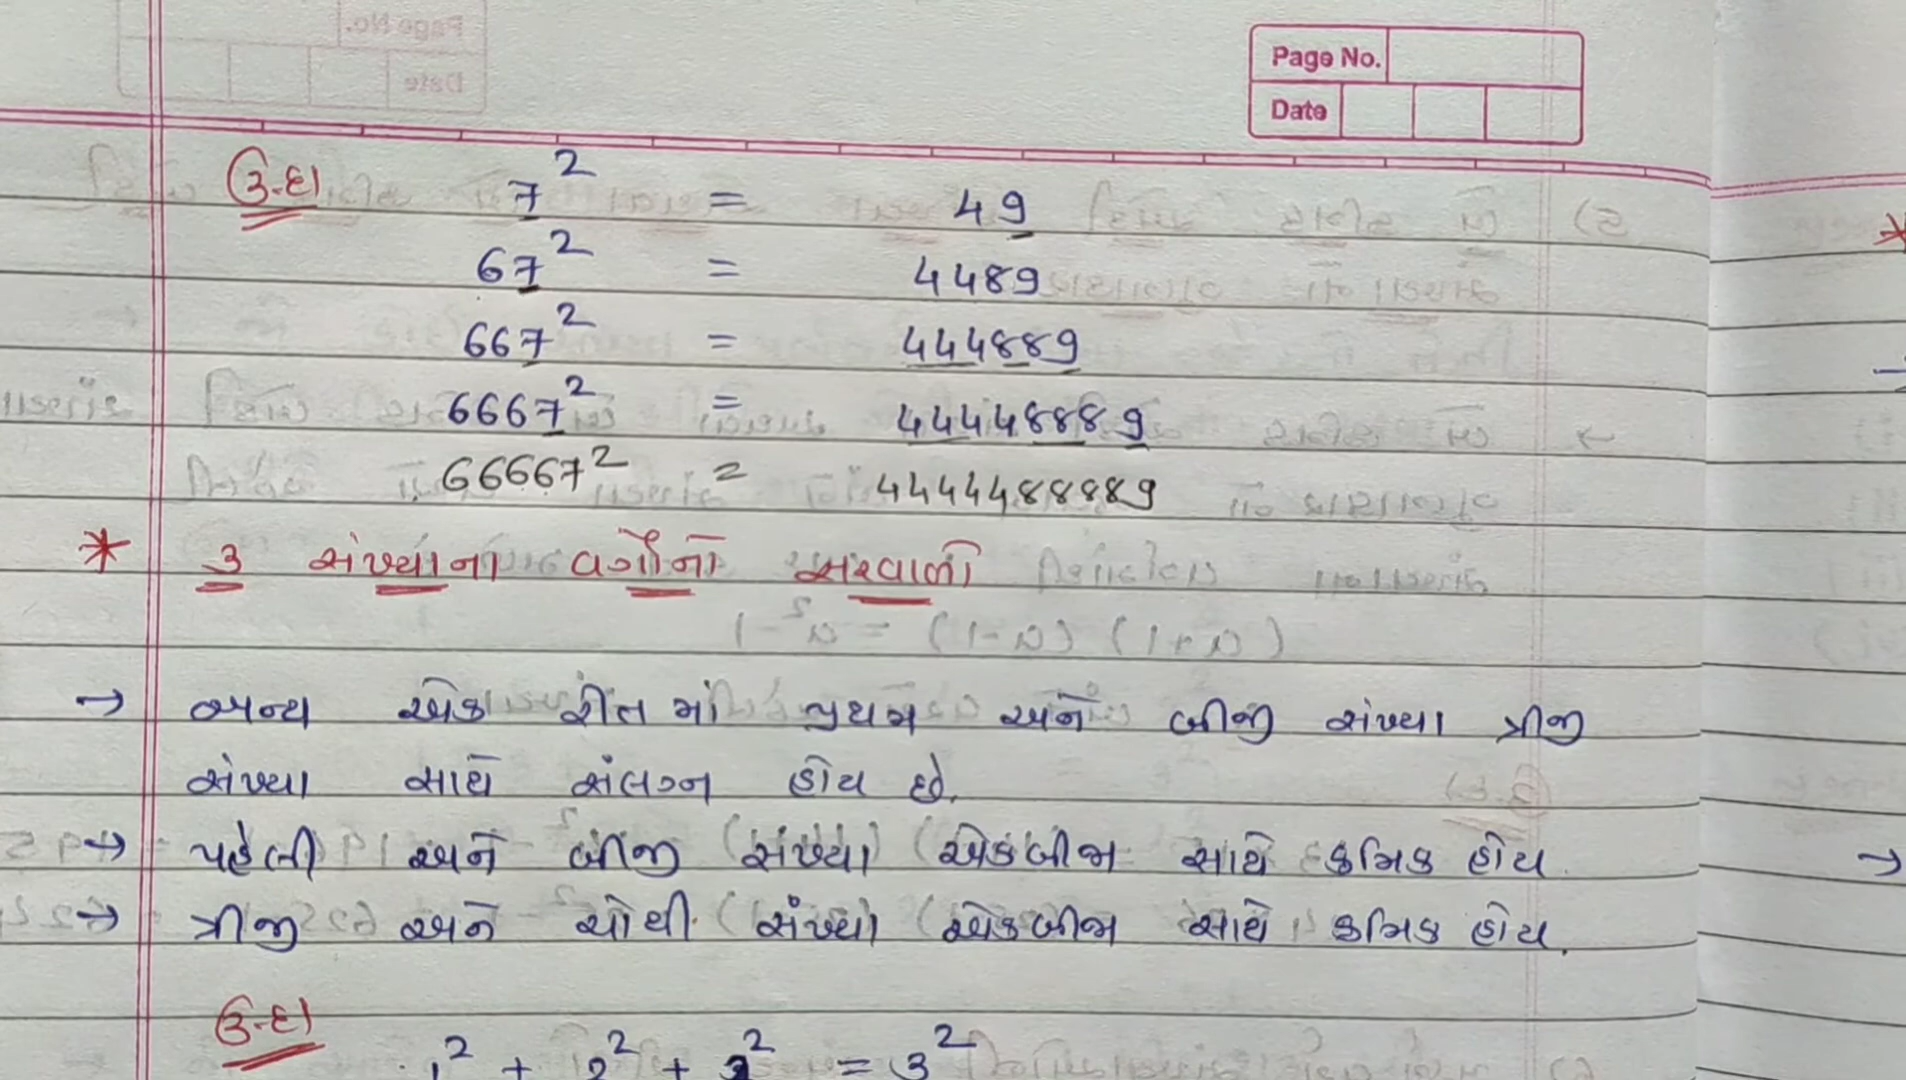 Page No.
Date
ઉ.દા 7² = 49
67² = 4489
667² = 444889
6667² = 44448889
66667² = 4444488889
* ૩ સંખ્યાના વર્ગોનો સરવાળો
→ અન્ય એક રીત માં પ્રથમ અને બીજી સંખ્યા ત્રીજી
સંખ્યા સાથે સંલગ્ન હોય છે.
→ પહેલી અને બીજી સંખ્યા એકબીજા સાથે ક્રમિક હોય
→ ત્રીજી અને ચોથી સંખ્યા એકબીજા સાથે ક્રમિક હોય.
ઉ.દા
1² + 2² + 2² = 3²